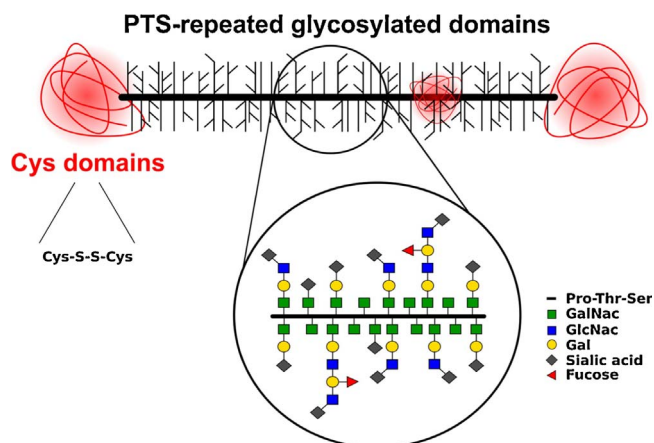 PTS-repeated glycosylated domains
Cys domains
Cys-S-S-Cys
Pro-Thr-Ser
GalNac
GlcNac
Gal
Sialic acid
Fucose